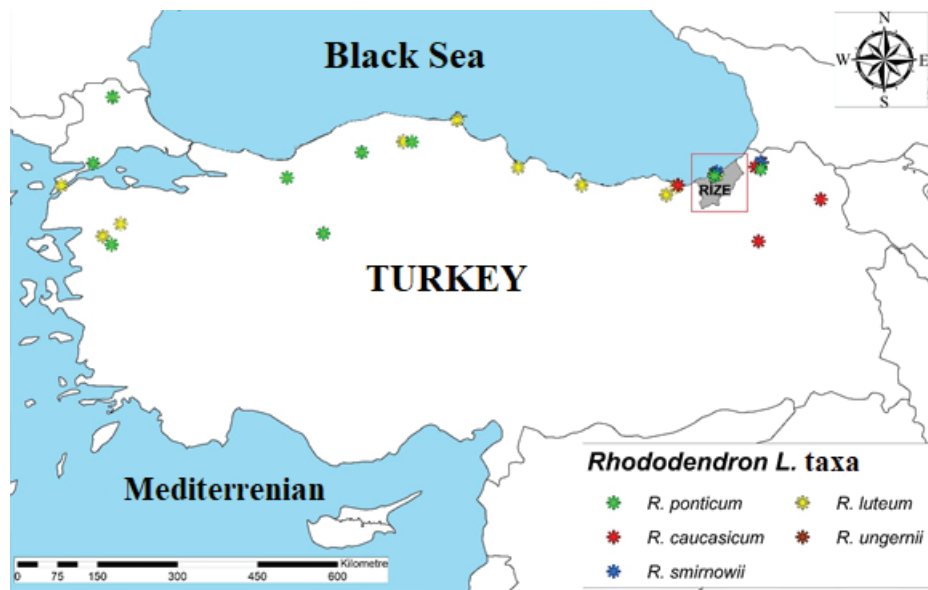 Black Sea
N
W E
S
RIZE
TURKEY
Mediterrenian
Rhododendron L. taxa
R. ponticum
R. luteum
R. caucasicum
R. ungernii
R. smirnowii
Kilometre
0 75 150 300 450 600